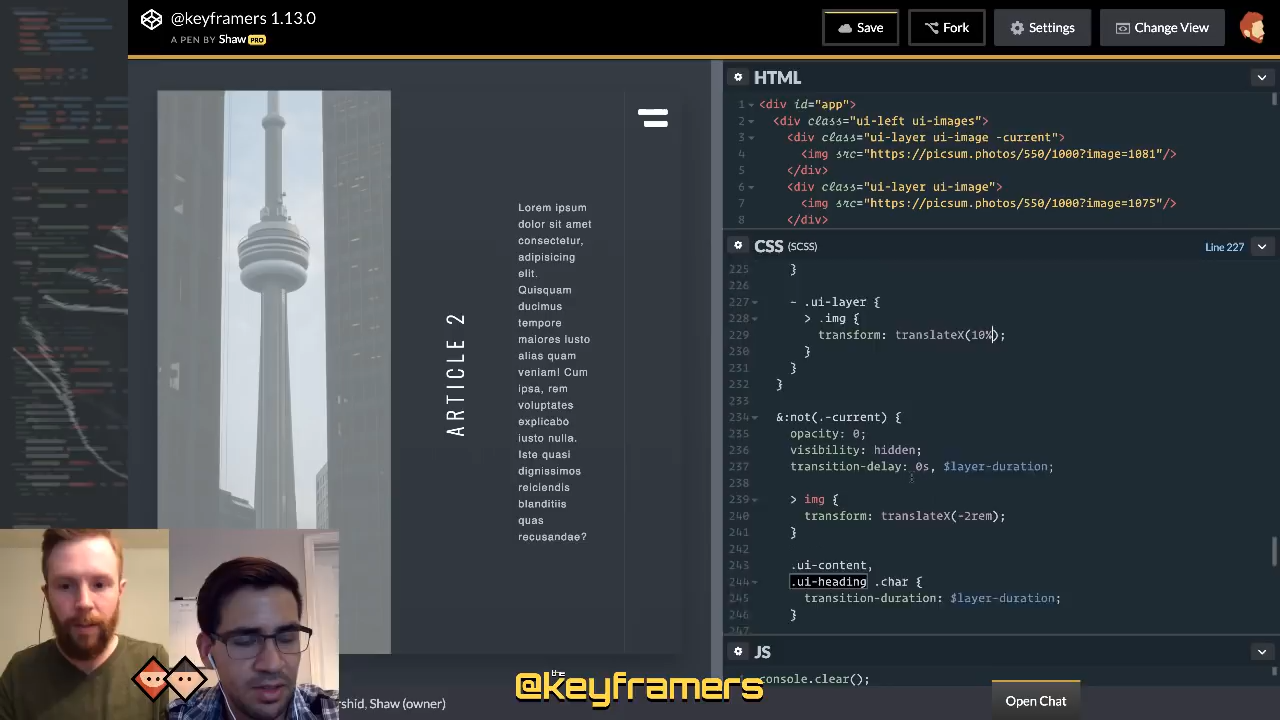 @keyframers 1.13.0
A PEN BY Shaw PRO
Save
Fork
Settings
Change View
ARTICLE 2
Lorem ipsum
dolor sit amet
consectetur,
adipisicing
elit.
Quisquam
ducimus
tempore
maiores iusto
alias quam
veniam! Cum
ipsa, rem
voluptates
explicabo
iusto nulla.
Iste quasi
dignissimos
reiciendis
blanditiis
quas
recusandae?
HTML
1 <div id="app">
2 <div class="ui-left ui-images">
3 <div class="ui-layer ui-image -current">
4 <img src="https://picsum.photos/550/1000?image=1081"/>
5 </div>
6 <div class="ui-layer ui-image">
7 <img src="https://picsum.photos/550/1000?image=1075"/>
8 </div>
CSS (SCSS)
Line 227
225 }
226
227 - .ui-layer {
228 > .img {
229 transform: translateX(10%);
230 }
231 }
232 }
234 &:not(.-current) {
235 opacity: 0;
236 visibility: hidden;
237 transition-delay: 0s, $layer-duration;
238
239 > img {
240 transform: translateX(-2rem);
241 }
242
243 .ui-content,
244 .ui-heading .char {
245 transition-duration: $layer-duration;
246 }
247
JS
console.clear();
rshid, Shaw (owner)
the
@keyframers
Open Chat